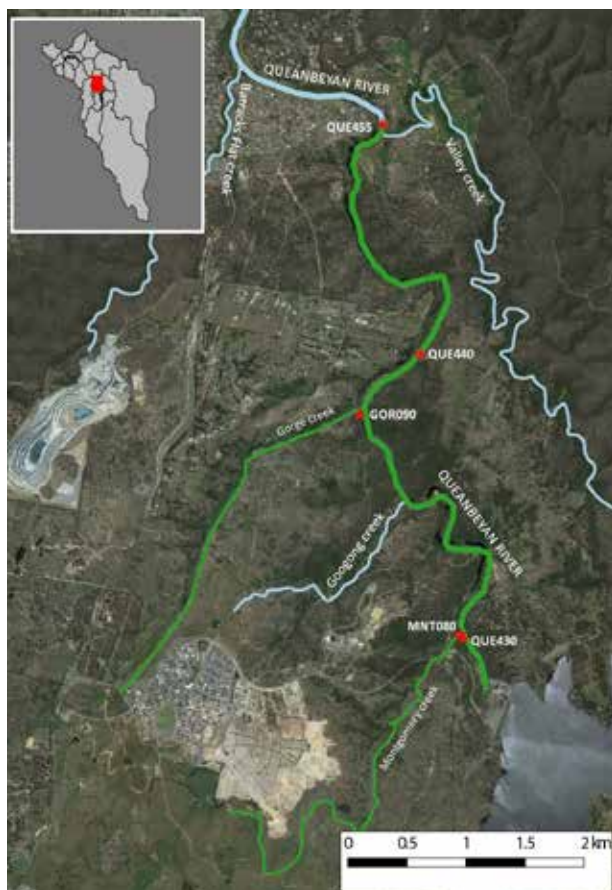 QUEANBEYAN RIVER
QUE455
Barracks Flat creek
Valley creek
QUE440
GOR090
Gorge creek
QUEANBEYAN RIVER
Googong creek
MNT080
QUE430
Montgomery creek
0 0.5 1 1.5 2 km